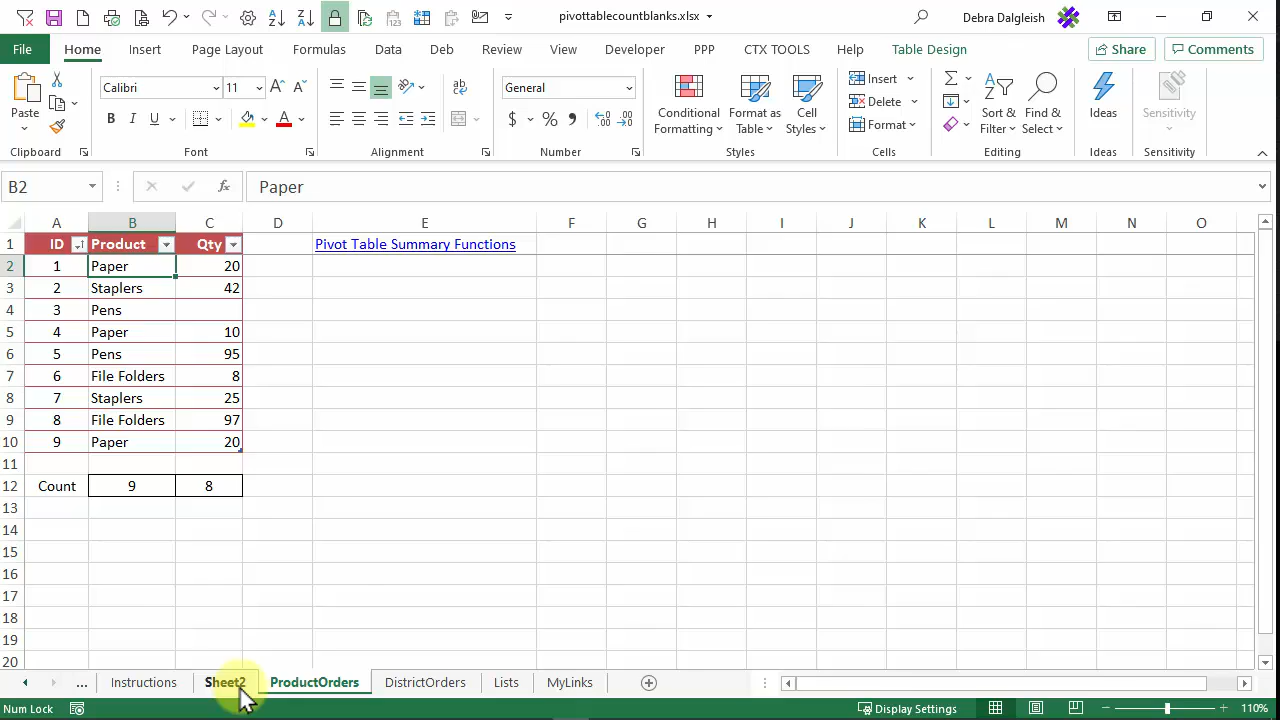 pivottablecountblanks.xlsx
Debra Dalgleish
File Home Insert Page Layout Formulas Data Deb Review View Developer PPP CTX TOOLS Help Table Design Share Comments
Paste
Clipboard
Calibri 11
B I U A
Font
Alignment
General
$ % 9
Number
Conditional Formatting
Format as Table
Cell Styles
Styles
Insert
Delete
Format
Cells
Sort & Filter
Find & Select
Editing
Ideas
Ideas
Sensitivity
Sensitivity
B2 fx Paper
A B C D E F G H I J K L M N O
1 ID Product Qty Pivot Table Summary Functions
2 1 Paper 20
3 2 Staplers 42
4 3 Pens
5 4 Paper 10
6 5 Pens 95
7 6 File Folders 8
8 7 Staplers 25
9 8 File Folders 97
10 9 Paper 20
11
12 Count 9 8
13
14
15
16
17
18
19
20
... Instructions Sheet2 ProductOrders DistrictOrders Lists MyLinks
Num Lock Display Settings 110%